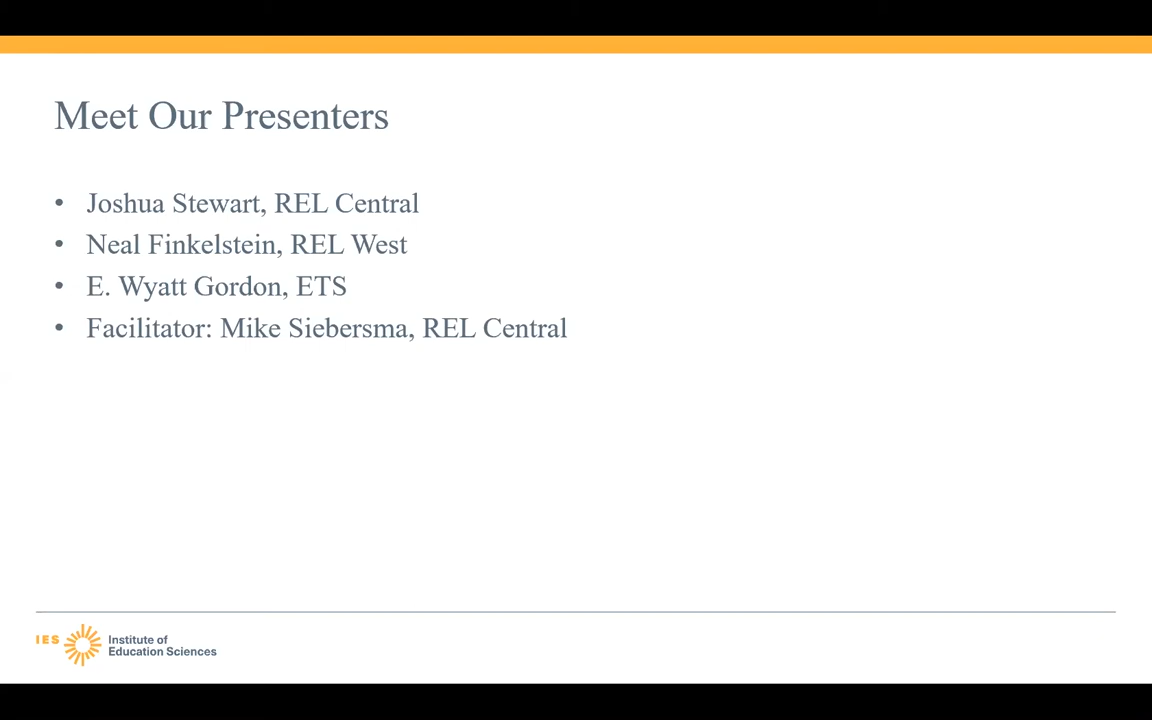 Meet Our Presenters
• Joshua Stewart, REL Central
• Neal Finkelstein, REL West
• E. Wyatt Gordon, ETS
• Facilitator: Mike Siebersma, REL Central
IES
Institute of
Education Sciences